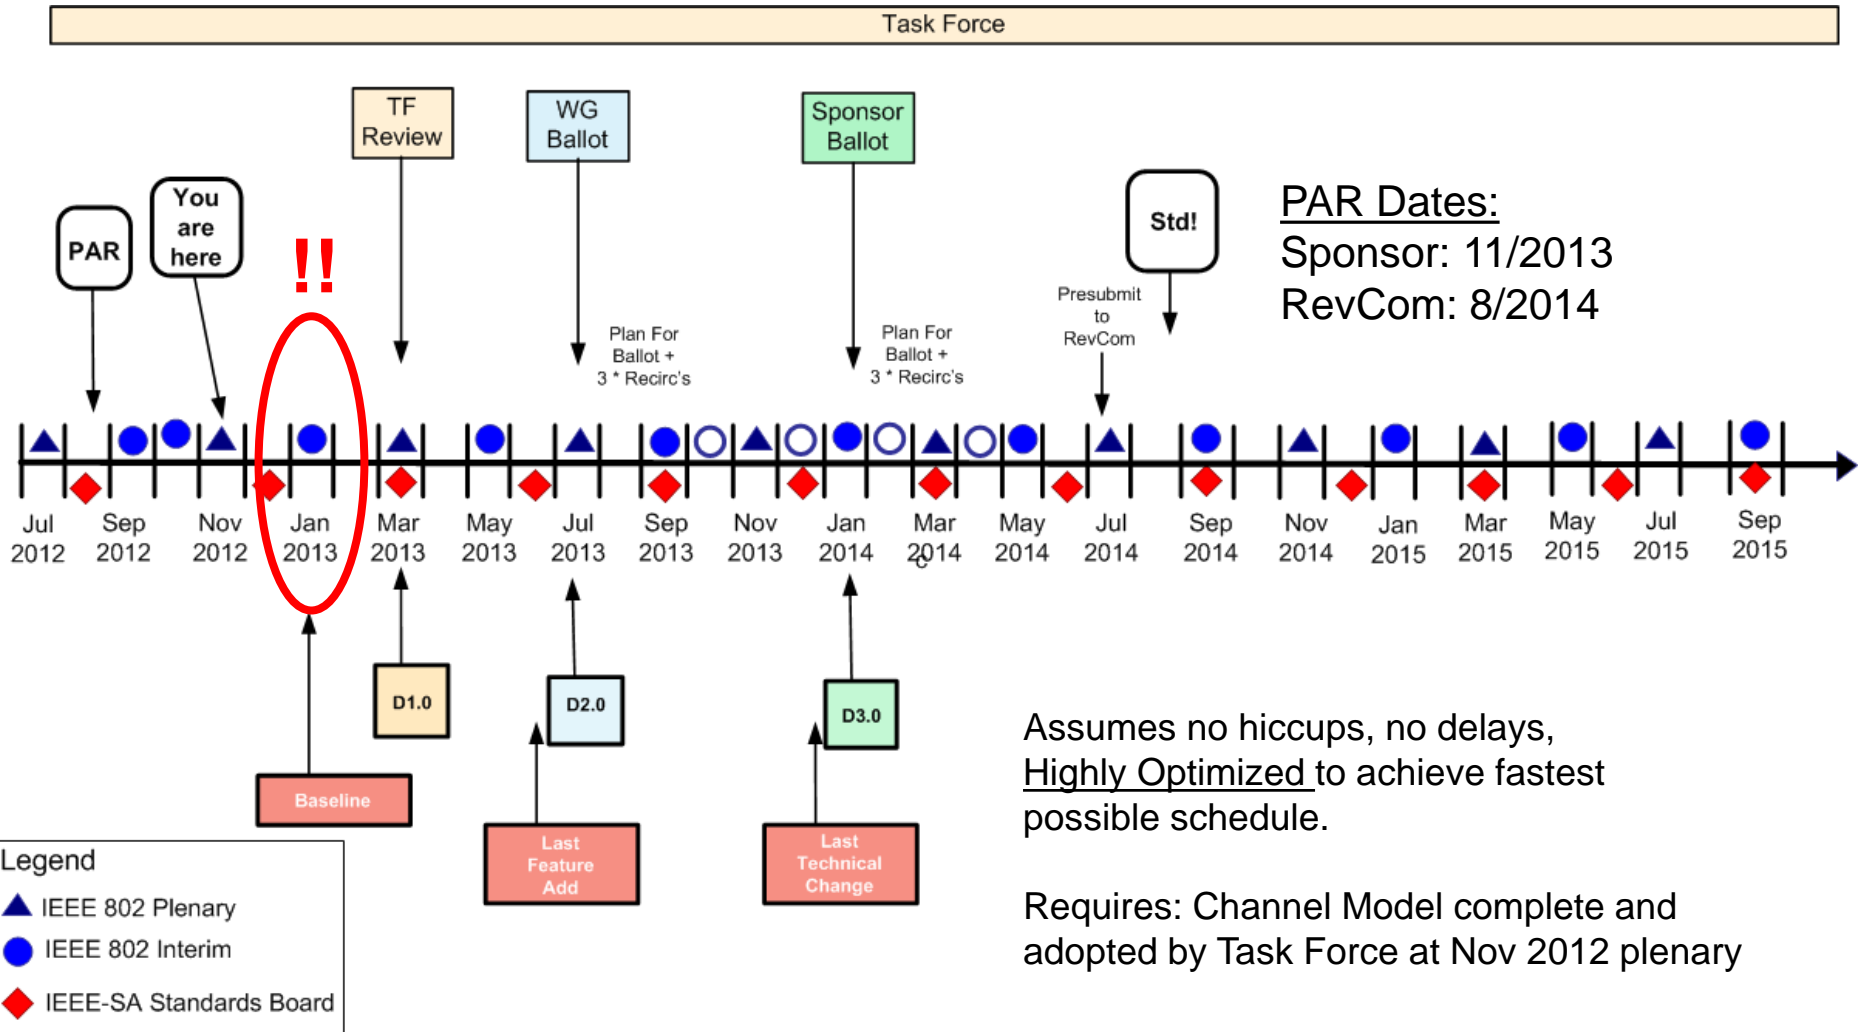 Task Force
TF
Review
WG
Ballot
Sponsor
Ballot
PAR
You
are
here
!!
Std!
PAR Dates:
Sponsor: 11/2013
RevCom: 8/2014
Plan For
Ballot +
3 * Recirc's
Plan For
Ballot +
3 * Recirc's
Presubmit
to
RevCom
Jul
2012
Sep
2012
Nov
2012
Jan
2013
Mar
2013
May
2013
Jul
2013
Sep
2013
Nov
2013
Jan
2014
Mar
2014
c
May
2014
Jul
2014
Sep
2014
Nov
2014
Jan
2015
Mar
2015
May
2015
Jul
2015
Sep
2015
D1.0
D2.0
D3.0
Baseline
Last
Feature
Add
Last
Technical
Change
Assumes no hiccups, no delays,
Highly Optimized to achieve fastest
possible schedule.
Requires: Channel Model complete and
adopted by Task Force at Nov 2012 plenary
Legend
IEEE 802 Plenary
IEEE 802 Interim
IEEE-SA Standards Board